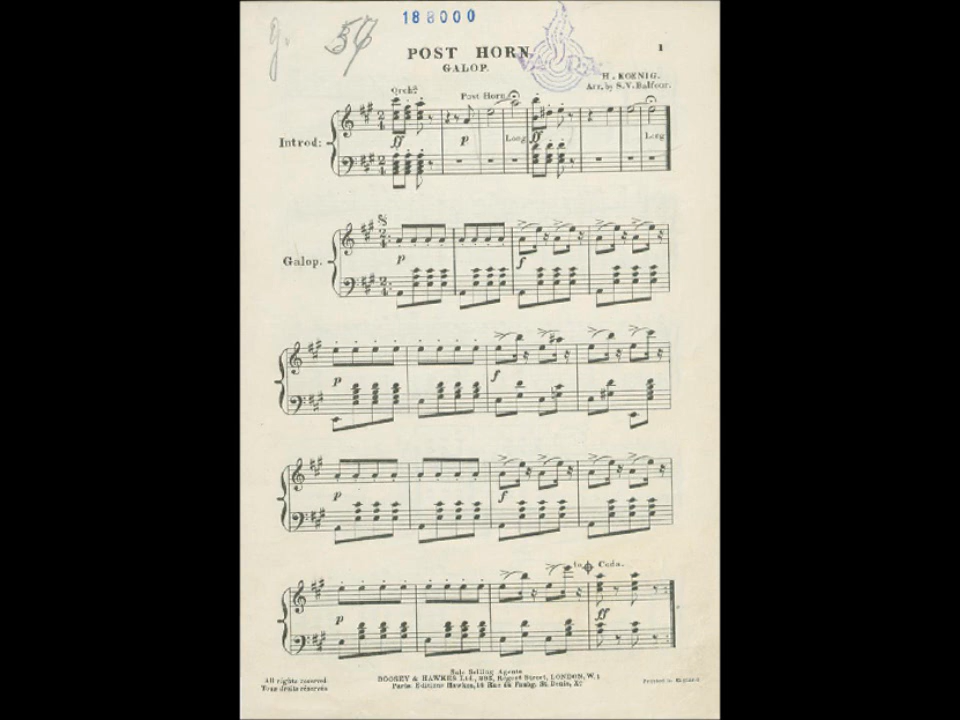 188000
POST HORN
1
GALOP.
H. KOENIG.
Arr. by S.V. Balfour.
Post Horn
Introd:
ff
p
Long
ff
Long
Galop.
p
f
p
f
p
f
to Coda.
p
ff
Sole Selling Agents
BOOSEY & HAWKES Ltd., 295, Regent Street, LONDON, W.1
All rights reserved
Tous droits réservés
Printed in England